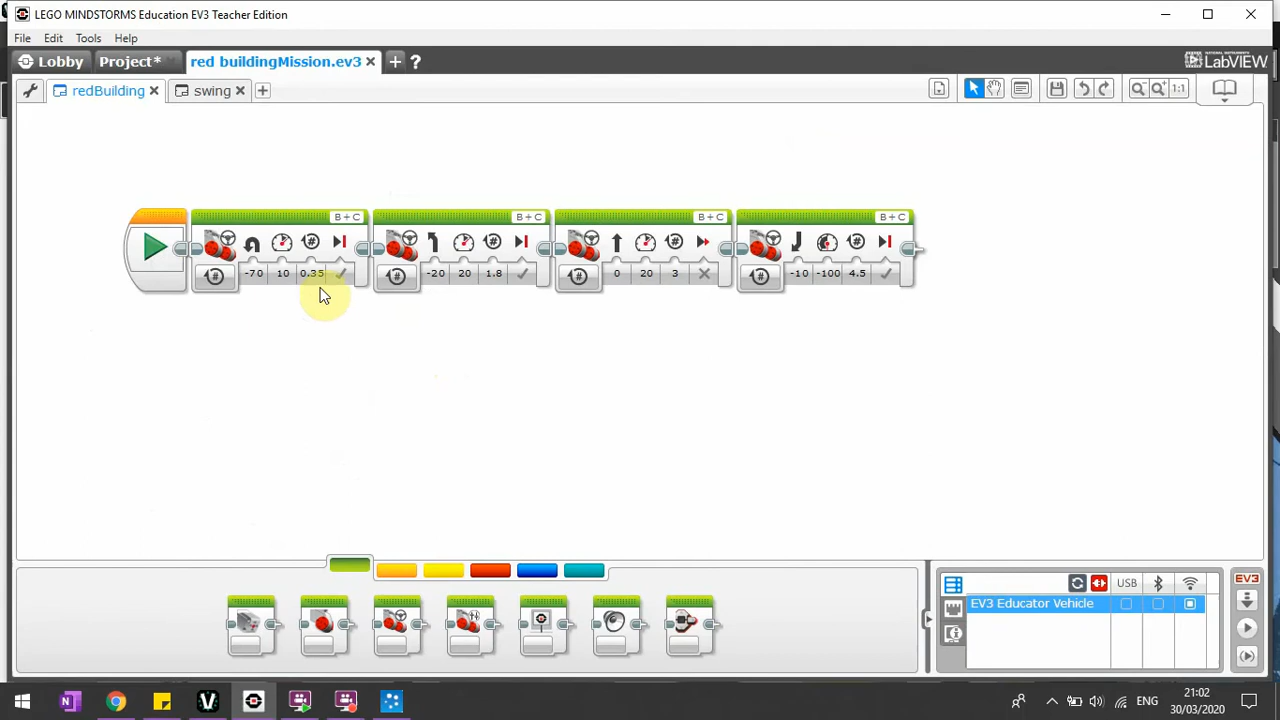 LEGO MINDSTORMS Education EV3 Teacher Edition
File Edit Tools Help
Lobby Project* red buildingMission.ev3 + ?
LabVIEW
redBuilding swing
1:1
B+C B+C B+C B+C
-70 10 0.35 -20 20 1.8 0 20 3 -10 -100 4.5
USB EV3
EV3 Educator Vehicle
ENG
21:02
30/03/2020